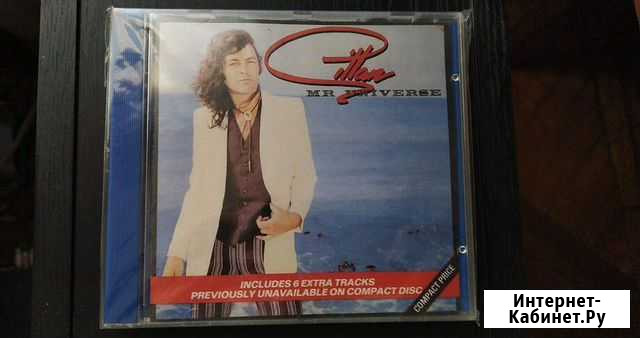 Gillan
MR UNIVERSE
INCLUDES 6 EXTRA TRACKS
PREVIOUSLY UNAVAILABLE ON COMPACT DISC
COMPACT PRICE
Интернет-
Кабинет.Ру